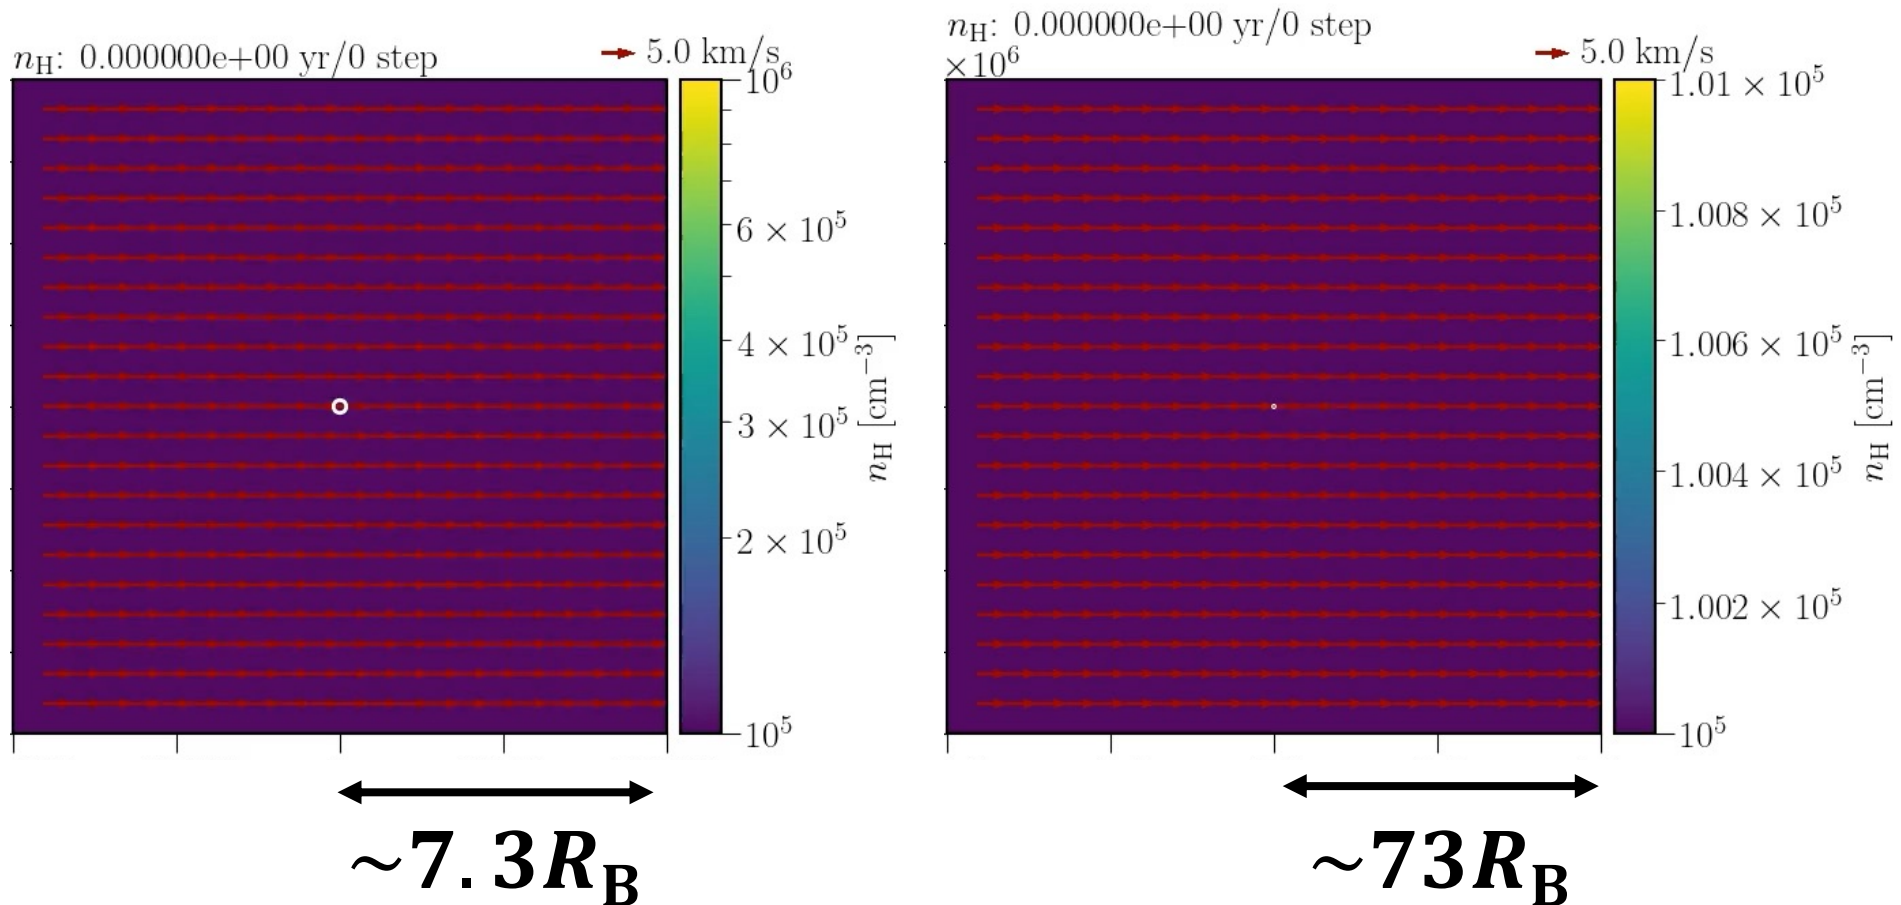 n_H: 0.000000e+00 yr/0 step
5.0 km/s
10^6
6 × 10^5
4 × 10^5
3 × 10^5
2 × 10^5
10^5
n_H [cm^−3]
~7.3R_B
n_H: 0.000000e+00 yr/0 step
×10^6
5.0 km/s
1.01 × 10^5
1.008 × 10^5
1.006 × 10^5
1.004 × 10^5
1.002 × 10^5
10^5
n_H [cm^−3]
~73R_B